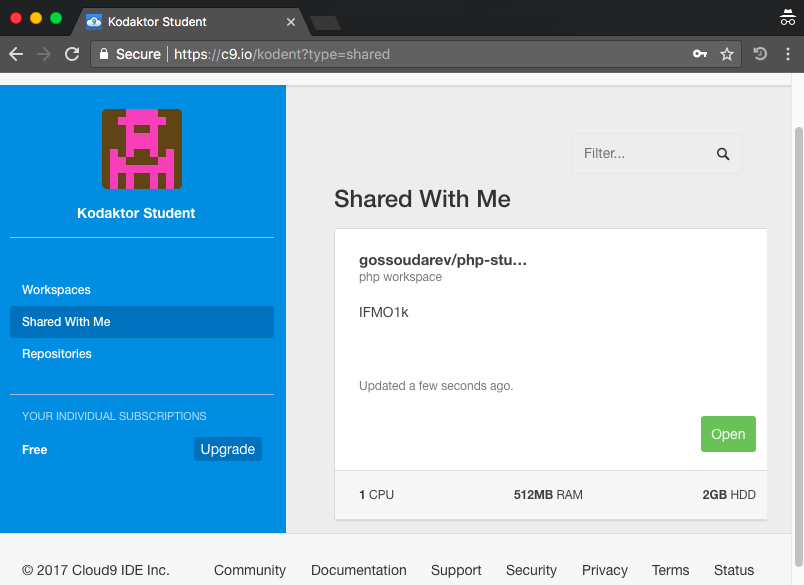 Kodaktor Student
Secure https://c9.io/kodent?type=shared
Kodaktor Student
Workspaces
Shared With Me
Repositories
YOUR INDIVIDUAL SUBSCRIPTIONS
Free Upgrade
Filter...
Shared With Me
gossoudarev/php-stu...
php workspace
IFMO1k
Updated a few seconds ago.
Open
1 CPU 512MB RAM 2GB HDD
© 2017 Cloud9 IDE Inc. Community Documentation Support Security Privacy Terms Status